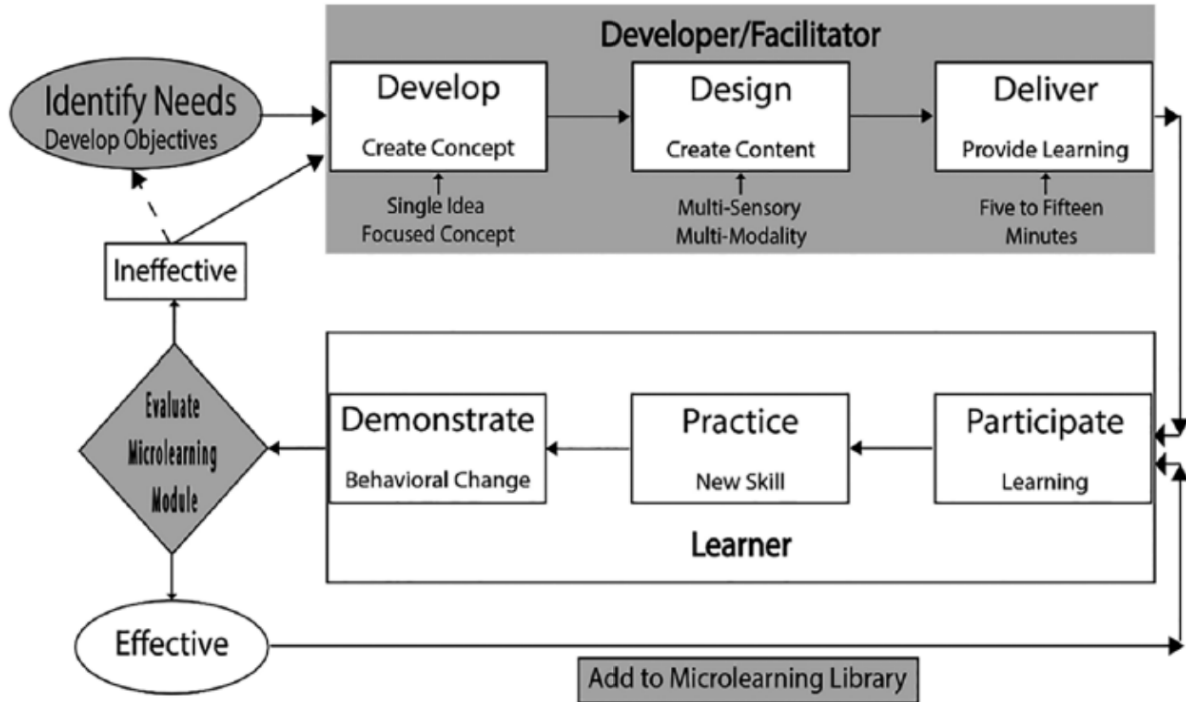 Developer/Facilitator
Identify Needs
Develop Objectives
Develop
Create Concept
Single Idea
Focused Concept
Design
Create Content
Multi-Sensory
Multi-Modality
Deliver
Provide Learning
Five to Fifteen
Minutes
Ineffective
Evaluate
Microlearning
Module
Demonstrate
Behavioral Change
Practice
New Skill
Participate
Learning
Learner
Effective
Add to Microlearning Library